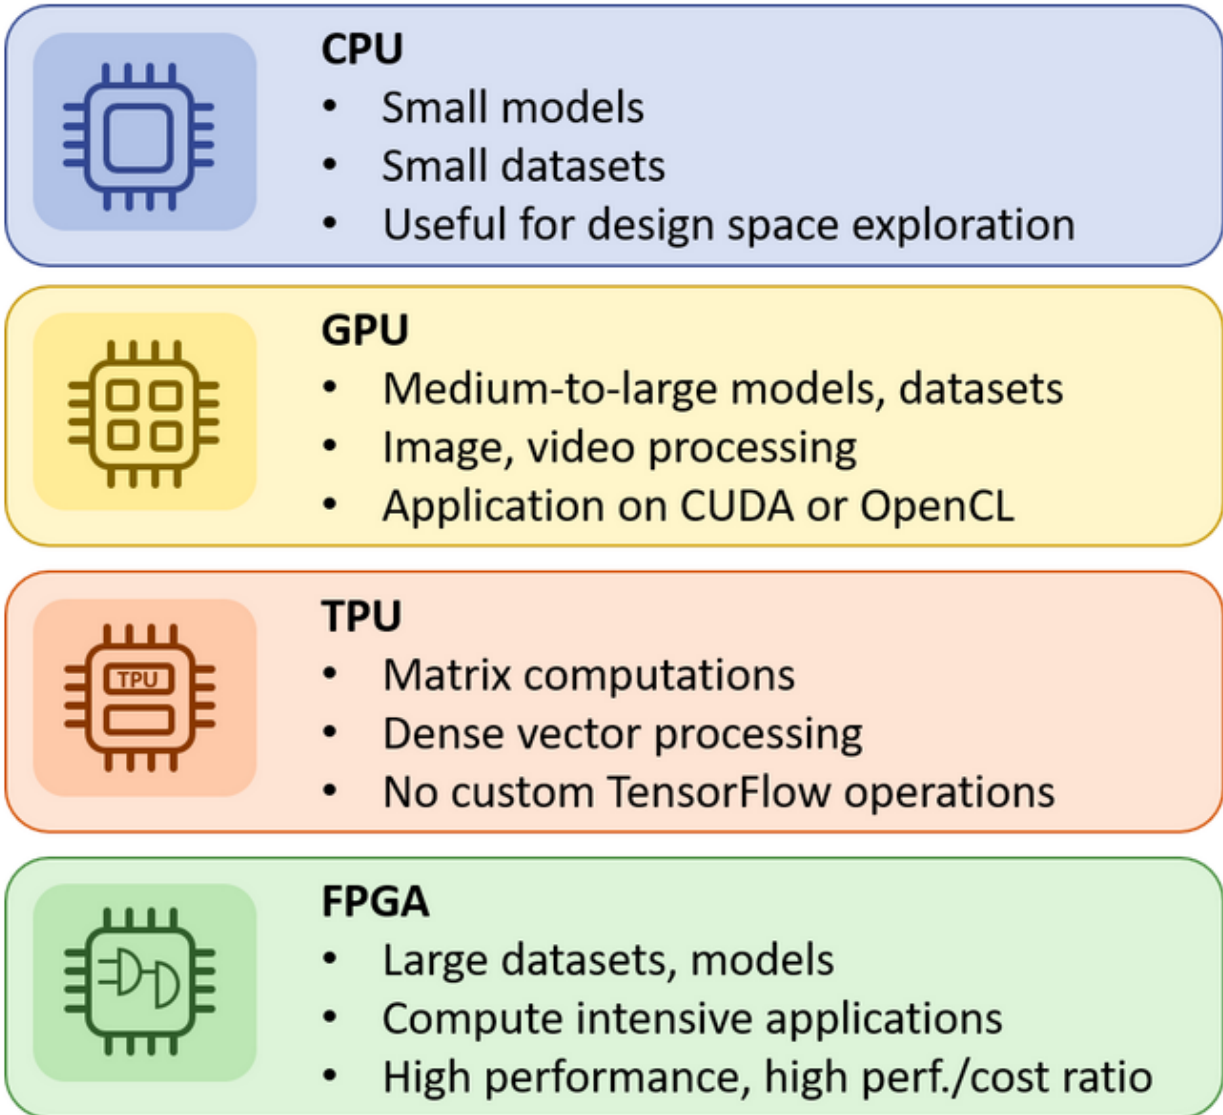 CPU
• Small models
• Small datasets
• Useful for design space exploration
GPU
• Medium-to-large models, datasets
• Image, video processing
• Application on CUDA or OpenCL
TPU
TPU
• Matrix computations
• Dense vector processing
• No custom TensorFlow operations
FPGA
• Large datasets, models
• Compute intensive applications
• High performance, high perf./cost ratio